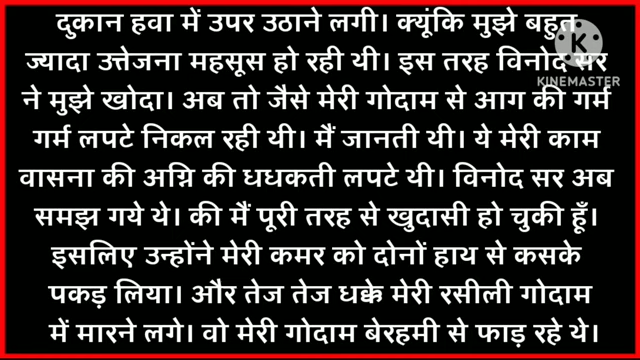 दुकान हवा में उपर उठाने लगी। क्यूंकि मुझे बहुत
ज्यादा उत्तेजना महसूस हो रही थी। इस तरह विनोद सर
ने मुझे खोदा। अब तो जैसे मेरी गोदाम से आग की गर्म
गर्म लपटे निकल रही थी। मैं जानती थी। ये मेरी काम
वासना की अग्नि की धधकती लपटे थी। विनोद सर अब
समझ गये थे। की मैं पूरी तरह से खुदासी हो चुकी हूँ।
इसलिए उन्होंने मेरी कमर को दोनों हाथ से कसके
पकड़ लिया। और तेज तेज धक्के मेरी रसीली गोदाम
में मारने लगे। वो मेरी गोदाम बेरहमी से फाड़ रहे थे।
K
KINEMASTER